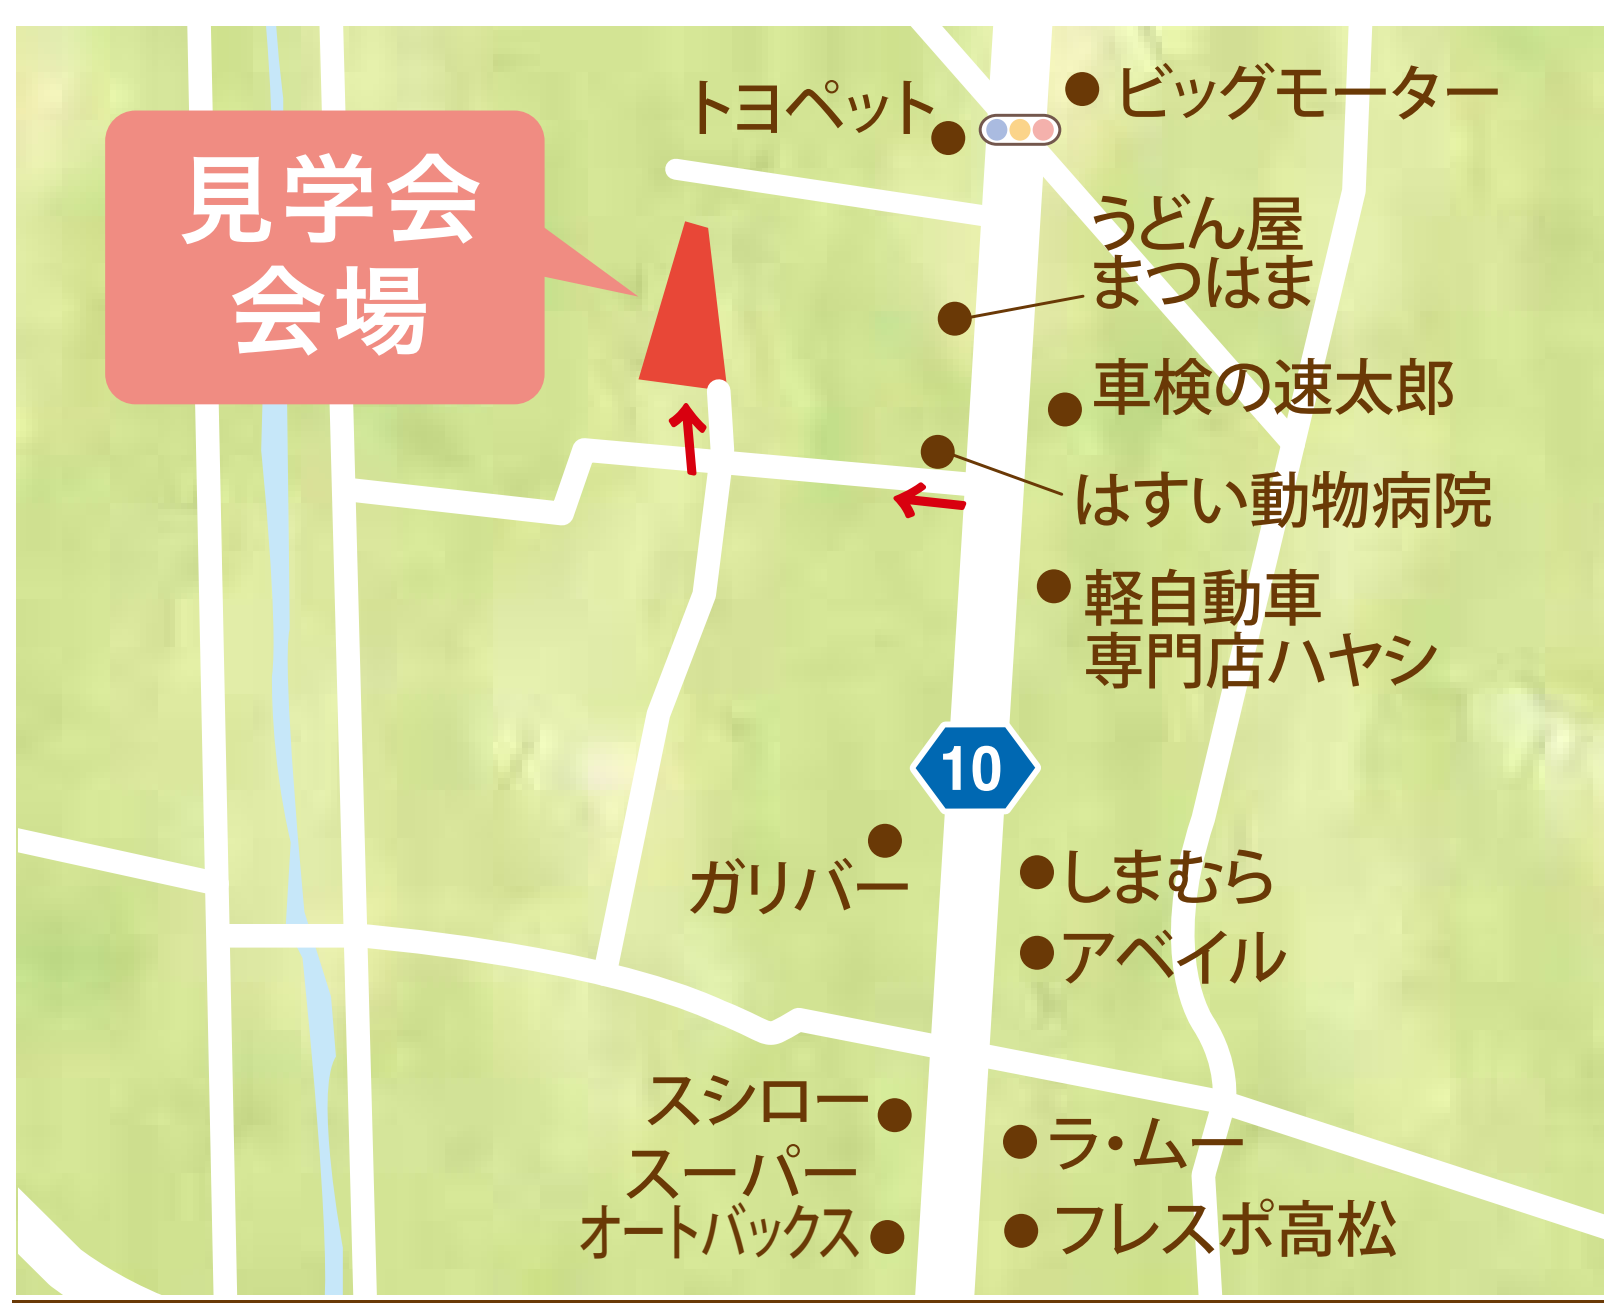 ビッグモーター
トヨペット
見学会
会場
うどん屋
まつはま
車検の速太郎
はすい動物病院
軽自動車
専門店ハヤシ
10
ガリバー
しまむら
アベイル
スシロー
ラ・ムー
スーパー
オートバックス
フレスポ高松